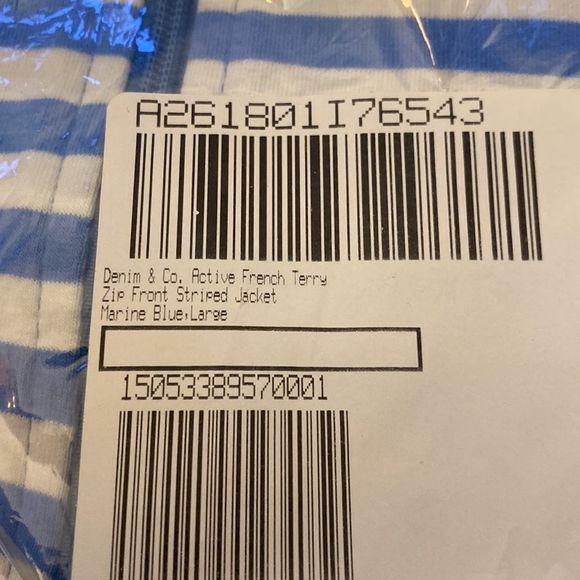 A261801I76543
Denim & Co. Active French Terry
Zip Front Striped Jacket
Marine Blue,Large
15053389570001